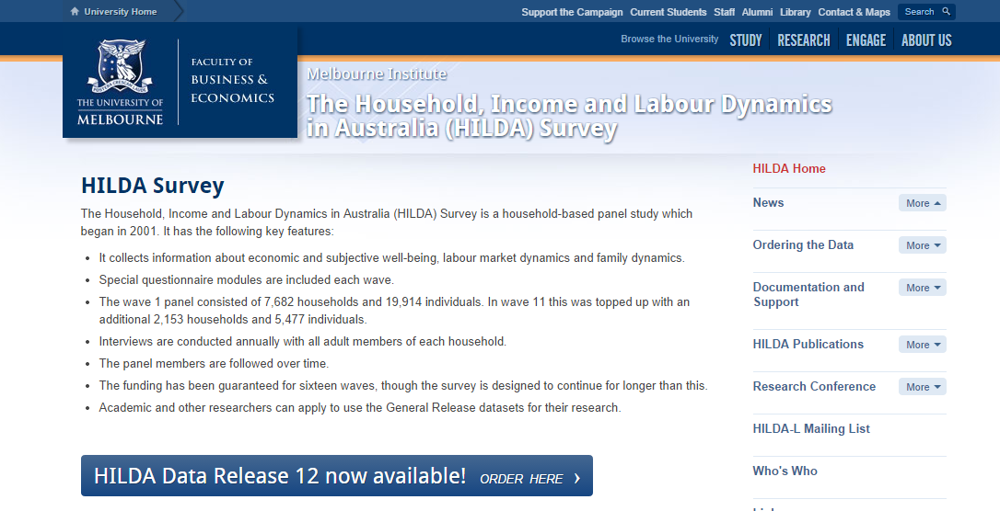 University Home
Support the Campaign Current Students Staff Alumni Library Contact & Maps Search
Browse the University STUDY RESEARCH ENGAGE ABOUT US
THE UNIVERSITY OF
MELBOURNE
FACULTY OF
BUSINESS &
ECONOMICS
Melbourne Institute
The Household, Income and Labour Dynamics
in Australia (HILDA) Survey
HILDA Survey
The Household, Income and Labour Dynamics in Australia (HILDA) Survey is a household-based panel study which
began in 2001. It has the following key features:
• It collects information about economic and subjective well-being, labour market dynamics and family dynamics.
• Special questionnaire modules are included each wave.
• The wave 1 panel consisted of 7,682 households and 19,914 individuals. In wave 11 this was topped up with an
additional 2,153 households and 5,477 individuals.
• Interviews are conducted annually with all adult members of each household.
• The panel members are followed over time.
• The funding has been guaranteed for sixteen waves, though the survey is designed to continue for longer than this.
• Academic and other researchers can apply to use the General Release datasets for their research.
HILDA Data Release 12 now available! ORDER HERE ›
HILDA Home
News More
Ordering the Data More
Documentation and More
Support
HILDA Publications More
Research Conference More
HILDA-L Mailing List
Who's Who